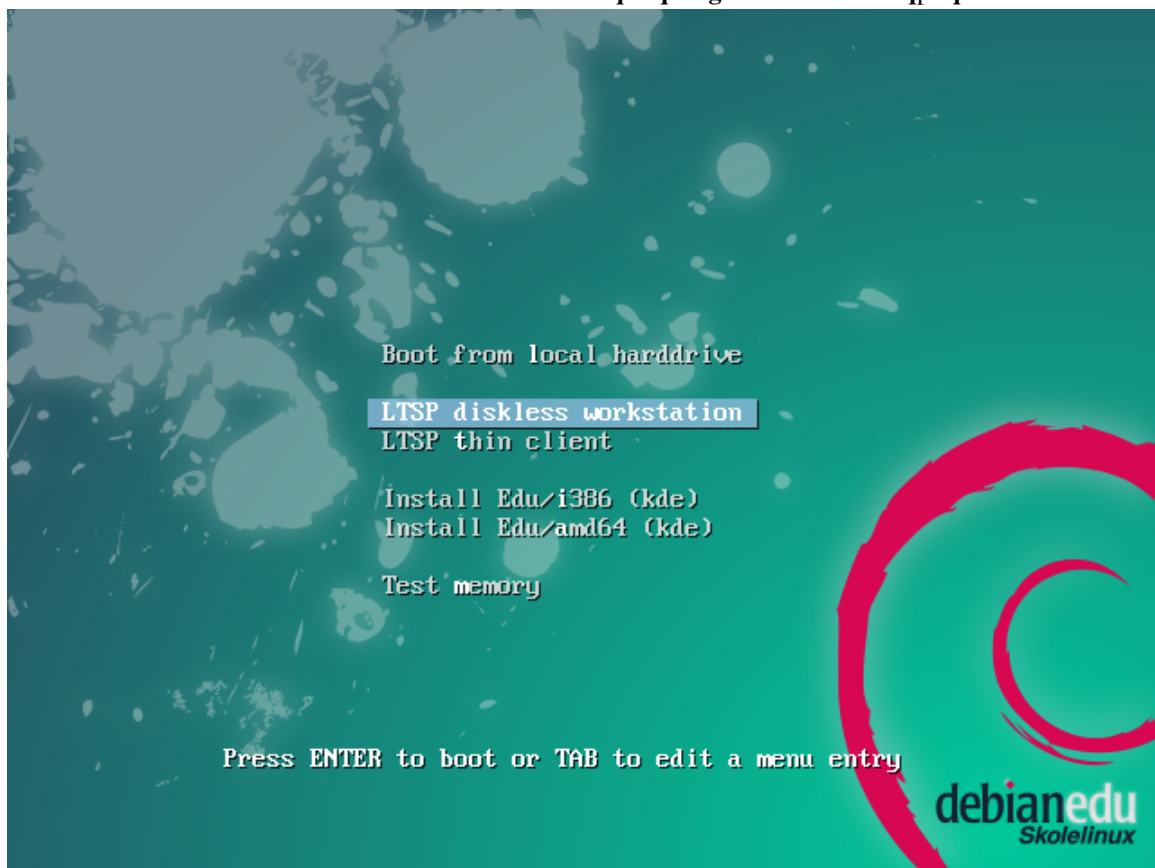 Boot from local harddrive
LTSP diskless workstation
LTSP thin client
Install Edu/i386 (kde)
Install Edu/amd64 (kde)
Test memory
Press ENTER to boot or TAB to edit a menu entry
debianedu
Skolelinux